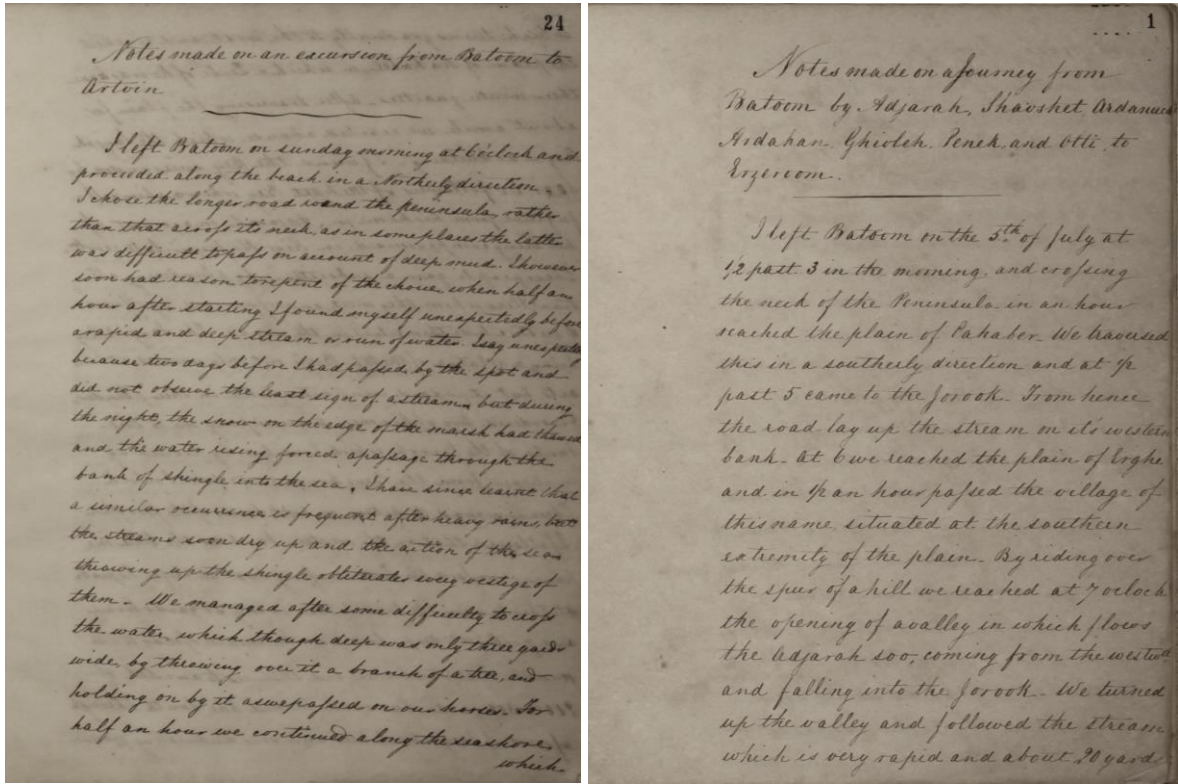 24
Notes made on an excursion from Batoom to
Artvin
I left Batoom on sunday morning at 6 oclock and
proceeded along the beach in a Northerly direction.
I chose the longer road round the peninsula, rather
than that across it's neck, as in some places the latter
was difficult to pass on account of deep mud. I however
soon had reason to repent of the choice, when half an
hour after starting I found myself unexpectedly before
a rapid and deep stream or run of water. I say unexpectedly
because two days before I had passed by the spot and
did not observe the least sign of a stream, but during
the night, the snow on the edge of the marsh had thawed
and the water rising forced a passage through the
bank of shingle into the sea. I have since learnt that
a similar occurrence is frequent after heavy rains, but
the streams soon dry up and the action of the sea
throwing up the shingle obliterates every vestige of
them. We managed after some difficulty to cross
the water, which though deep was only three yards
wide, by throwing over it a branch of a tree, and
holding on by it as we passed on our horses. For
half an hour we continued along the seashore,
which
1
Notes made on a Journey from
Batoom by Adjarah, Shavshet, Ardanuch
Ardahan, Ghioleh, Penek, and Olti, to
Erzeroom.
I left Batoom on the 5th of July at
1/2 past 3 in the morning, and crossing
the neck of the Peninsula in an hour
reached the plain of Kahaber. We traversed
this in a southerly direction and at 1/2
past 5 came to the Jorook. From hence
the road lay up the stream on it's western
bank. At 6 we reached the plain of Erghe
and in 1/2 an hour passed the village of
this name, situated at the southern
extremity of the plain. By riding over
the spur of a hill we reached at 7 oclock
the opening of a valley in which flows
the Adjarah soo, coming from the westwd
and falling into the Jorook. We turned
up the valley and followed the stream
which is very rapid and about 20 yards